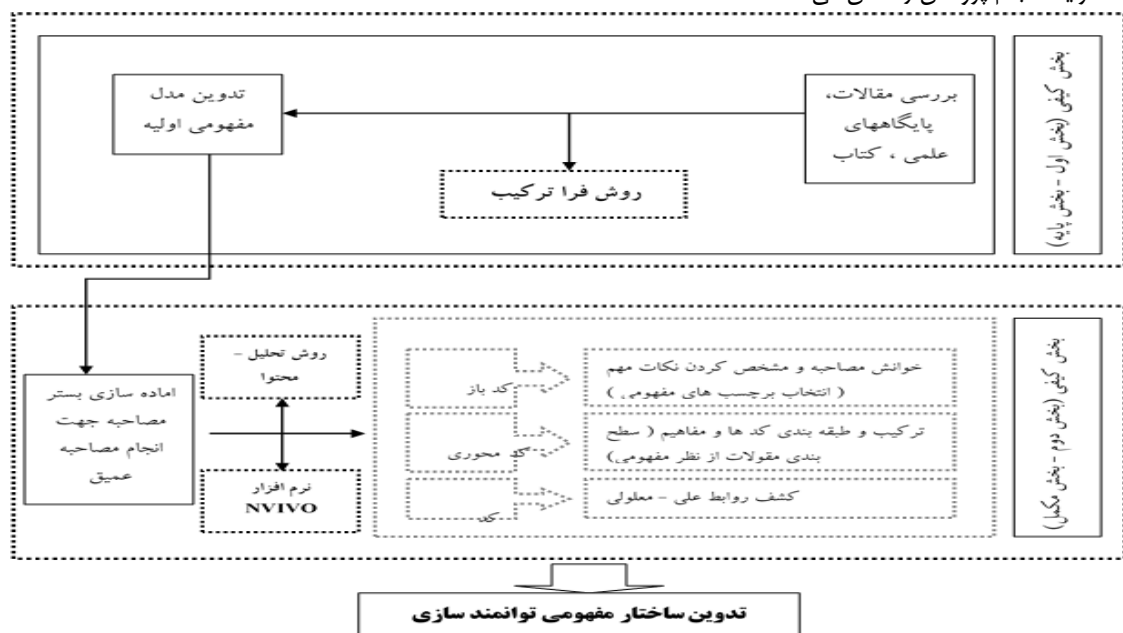 بخش کیفی (بخش اول - بخش پایه)
بررسی مقالات،
پایگاههای
علمی ، کتاب
تدوین مدل
مفهومی اولیه
روش فرا ترکیب
بخش کیفی (بخش دوم - بخش مکمل)
اماده سازی بستر
مصاحبه جهت
انجام مصاحبه
عمیق
روش تحلیل -
محتوا
نرم افزار
NVIVO
کد باز
خوانش مصاحبه و مشخص کردن نکات مهم
( انتخاب برچسب های مفهومی )
کد محوری
ترکیب و طبقه بندی کد ها و مفاهیم ( سطح
بندی مقولات از نظر مفهومی)
کد
کشف روابط علی - معلولی
تدوین ساختار مفهومی توانمند سازی